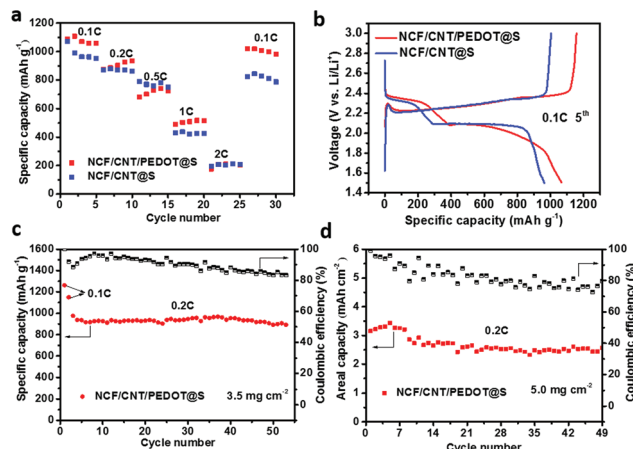 a
1200
1000
800
600
400
200
0
Specific capacity (mAh g⁻¹)
0.1C
0.2C
0.5C
1C
2C
0.1C
NCF/CNT/PEDOT@S
NCF/CNT@S
0 5 10 15 20 25 30
Cycle number
b
3.0
2.7
2.4
2.1
1.8
1.5
Voltage (V vs. Li/Li⁺)
NCF/CNT/PEDOT@S
NCF/CNT@S
0.1C 5ᵗʰ
0 200 400 600 800 1000 1200
Specific capacity (mAh g⁻¹)
c
1600
1400
1200
1000
800
600
400
200
0
Specific capacity (mAh g⁻¹)
0.1C
0.2C
NCF/CNT/PEDOT@S 3.5 mg cm⁻²
100
80
60
40
20
0
Coulombic efficiency (%)
0 10 20 30 40 50
Cycle number
d
6
5
4
3
2
1
0
Areal capacity (mAh cm⁻²)
0.2C
NCF/CNT/PEDOT@S 5.0 mg cm⁻²
100
80
60
40
20
0
Coulombic efficiency (%)
0 7 14 21 28 35 42 49
Cycle number